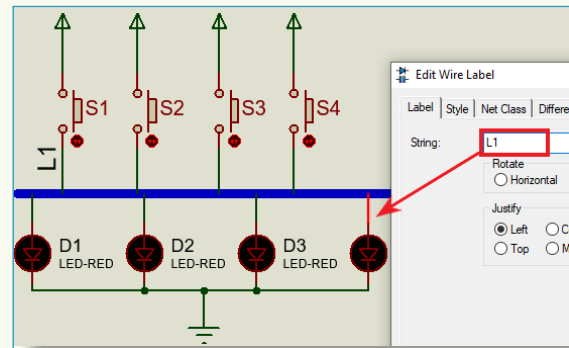 S1
S2
S3
S4
L1
D1
LED-RED
D2
LED-RED
D3
LED-RED
Edit Wire Label
Label
Style
Net Class
String:
L1
Rotate
Horizontal
Justify
Left
Top